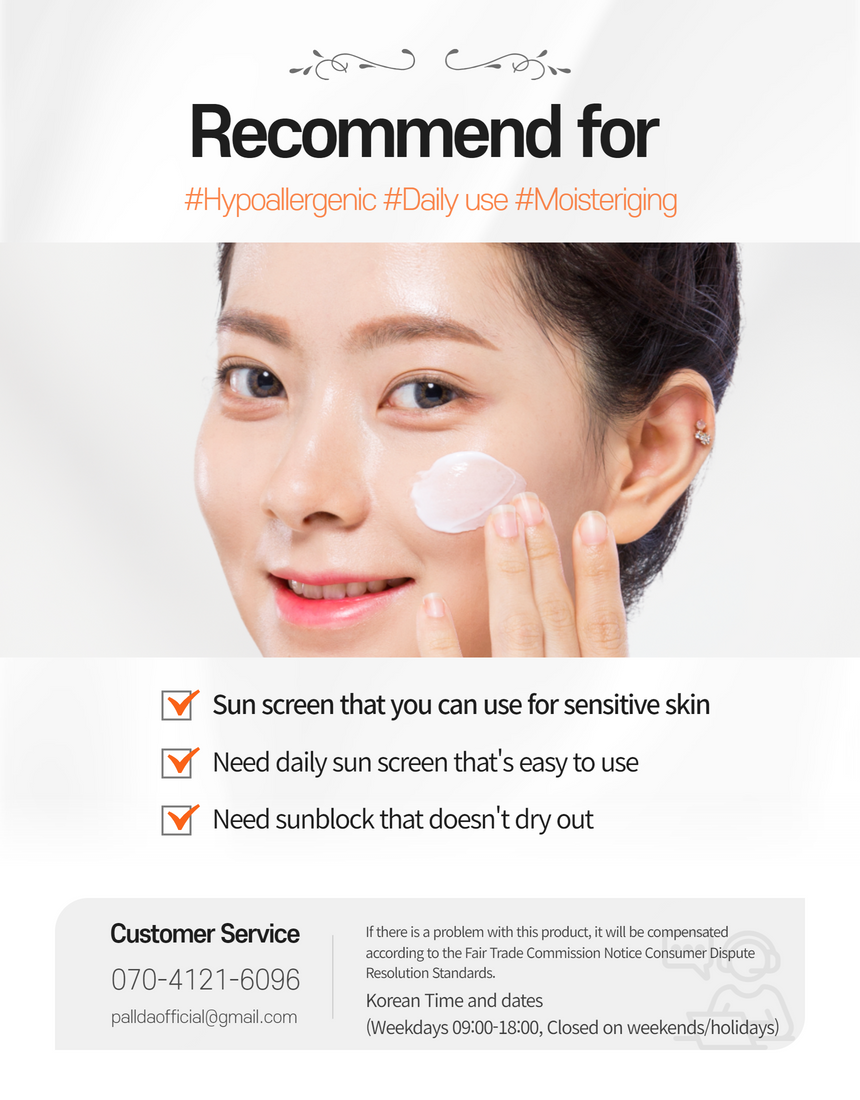 Recommend for
#Hypoallergenic #Daily use #Moisteriging
Sun screen that you can use for sensitive skin
Need daily sun screen that's easy to use
Need sunblock that doesn't dry out
Customer Service
070-4121-6096
palldaofficial@gmail.com
If there is a problem with this product, it will be compensated
according to the Fair Trade Commission Notice Consumer Dispute
Resolution Standards.
Korean Time and dates
(Weekdays 09:00-18:00, Closed on weekends/holidays)